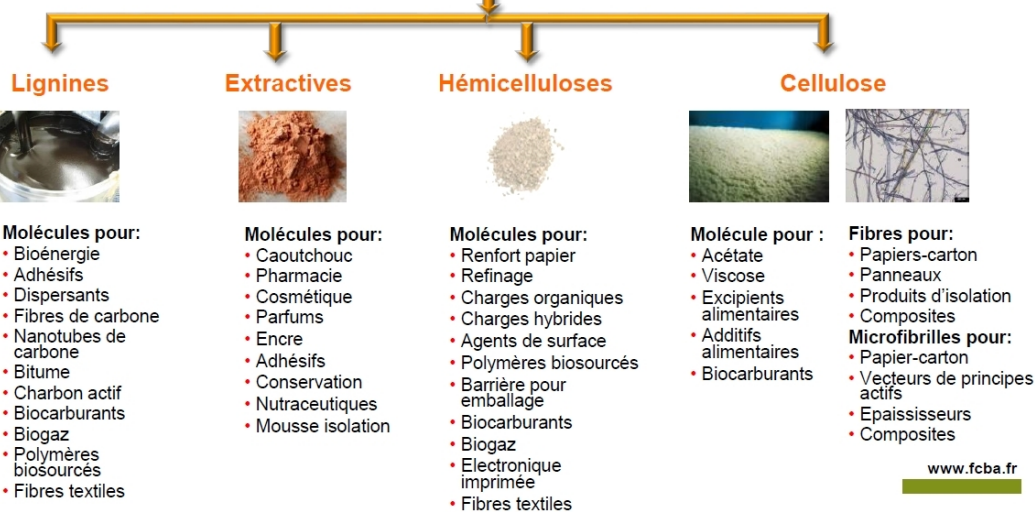 Lignines
Extractives
Hémicelluloses
Cellulose
Molécules pour:
• Bioénergie
• Adhésifs
• Dispersants
• Fibres de carbone
• Nanotubes de
carbone
• Bitume
• Charbon actif
• Biocarburants
• Biogaz
• Polymères
biosourcés
• Fibres textiles
Molécules pour:
• Caoutchouc
• Pharmacie
• Cosmétique
• Parfums
• Encre
• Adhésifs
• Conservation
• Nutraceutiques
• Mousse isolation
Molécules pour:
• Renfort papier
• Refinage
• Charges organiques
• Charges hybrides
• Agents de surface
• Polymères biosourcés
• Barrière pour
emballage
• Biocarburants
• Biogaz
• Electronique
imprimée
• Fibres textiles
Molécule pour :
• Acétate
• Viscose
• Excipients
alimentaires
• Additifs
alimentaires
• Biocarburants
Fibres pour:
• Papiers-carton
• Panneaux
• Produits d’isolation
• Composites
Microfibrilles pour:
• Papier-carton
• Vecteurs de principes
actifs
• Epaississeurs
• Composites
www.fcba.fr